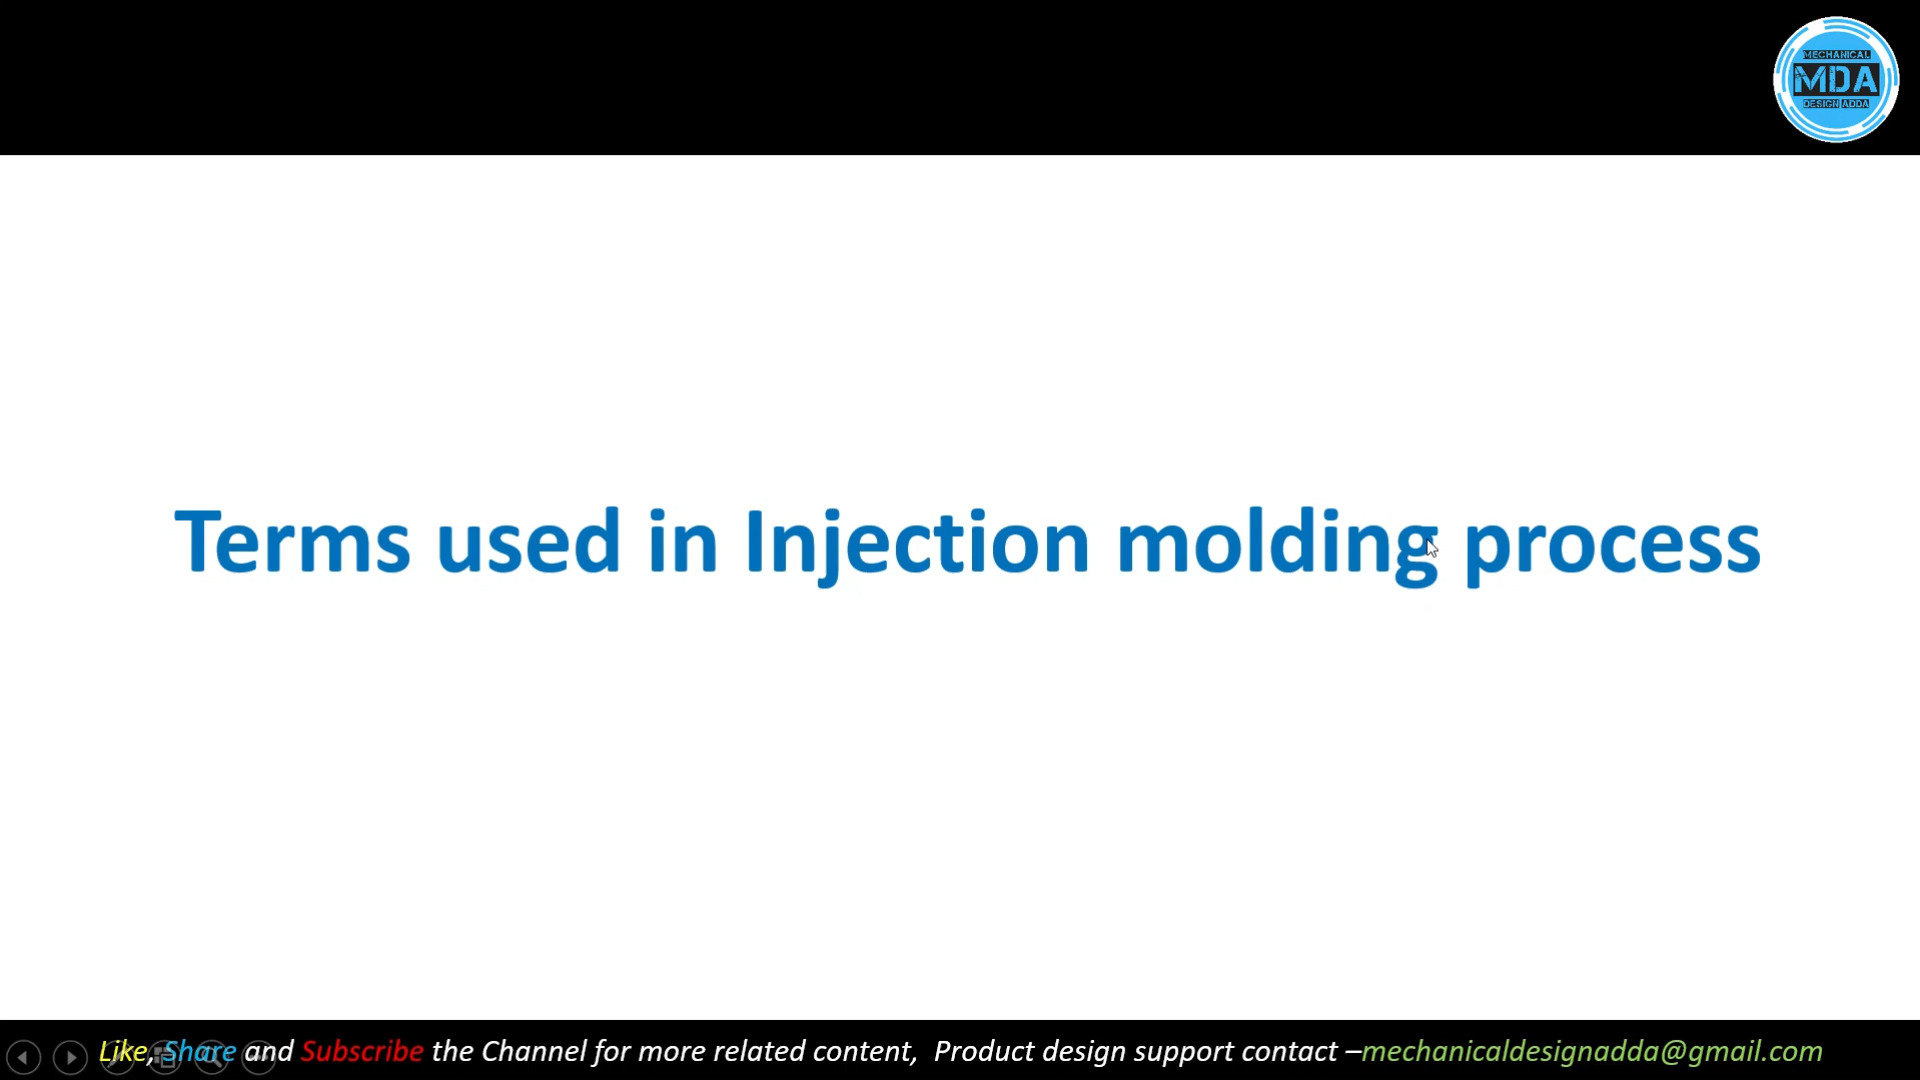 MECHANICAL
MDA
DESIGN ADDA
Terms used in Injection molding process
Like, Share and Subscribe the Channel for more related content,  Product design support contact –mechanicaldesignadda@gmail.com